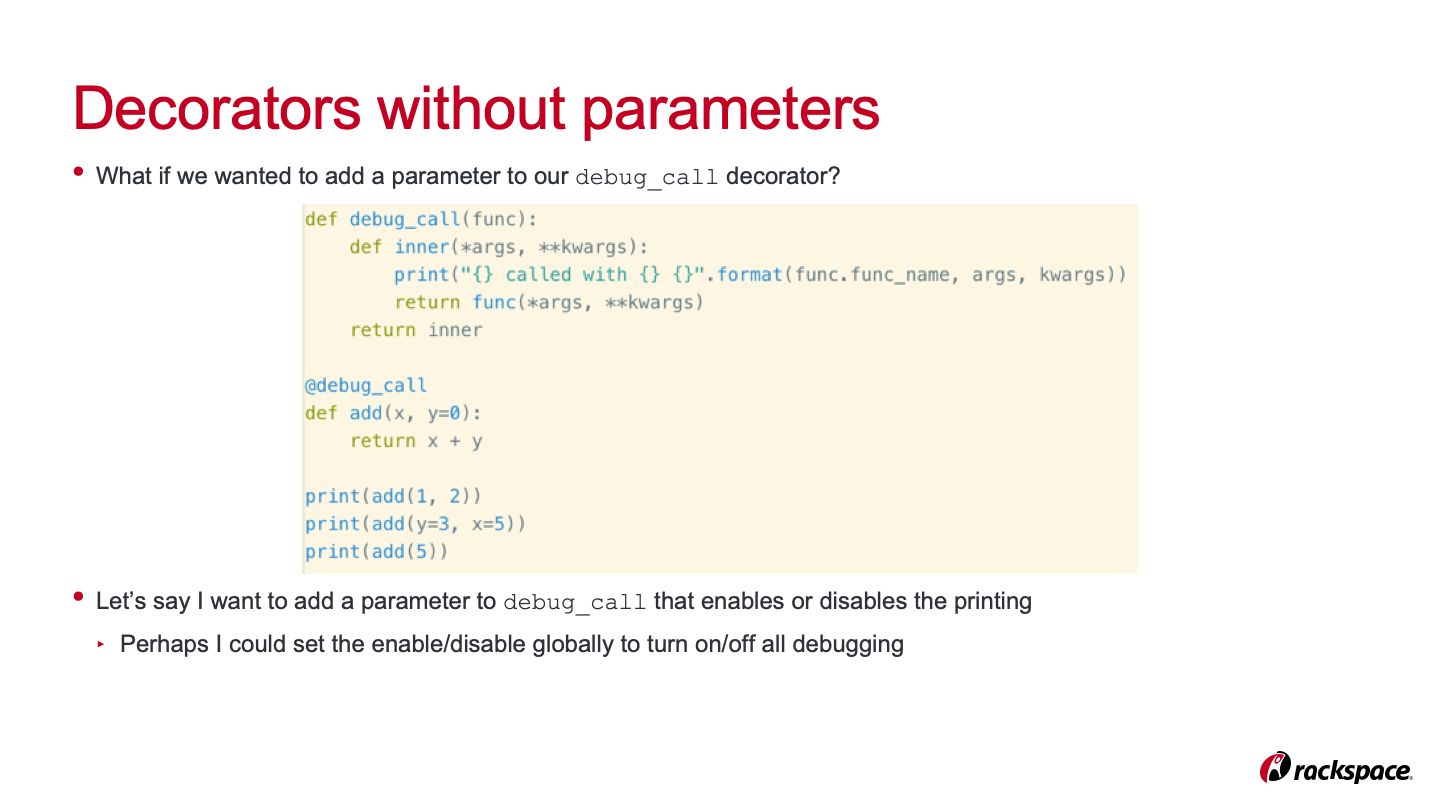 Decorators without parameters
• What if we wanted to add a parameter to our debug_call decorator?
def debug_call(func):
    def inner(*args, **kwargs):
        print("{} called with {} {}".format(func.func_name, args, kwargs))
        return func(*args, **kwargs)
    return inner

@debug_call
def add(x, y=0):
    return x + y

print(add(1, 2))
print(add(y=3, x=5))
print(add(5))
• Let’s say I want to add a parameter to debug_call that enables or disables the printing
‣ Perhaps I could set the enable/disable globally to turn on/off all debugging
rackspace.